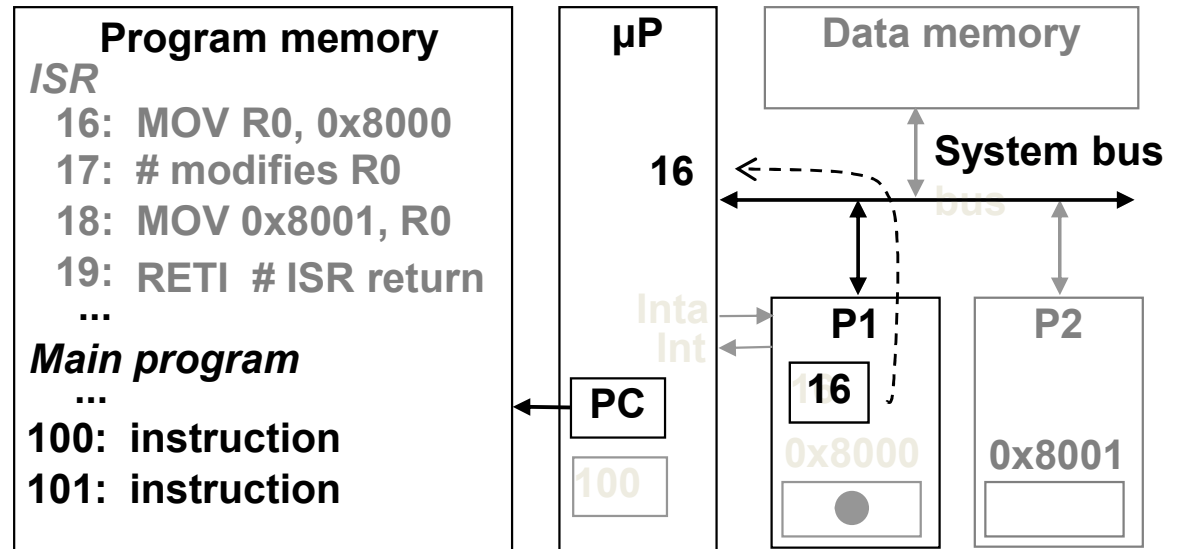 Program memory
ISR
16: MOV R0, 0x8000
17: # modifies R0
18: MOV 0x8001, R0
19: RETI # ISR return
...
Main program
...
100: instruction
101: instruction
μP
16
Inta
Int
PC
100
Data memory
System bus
bus
P1
16
0x8000
P2
0x8001